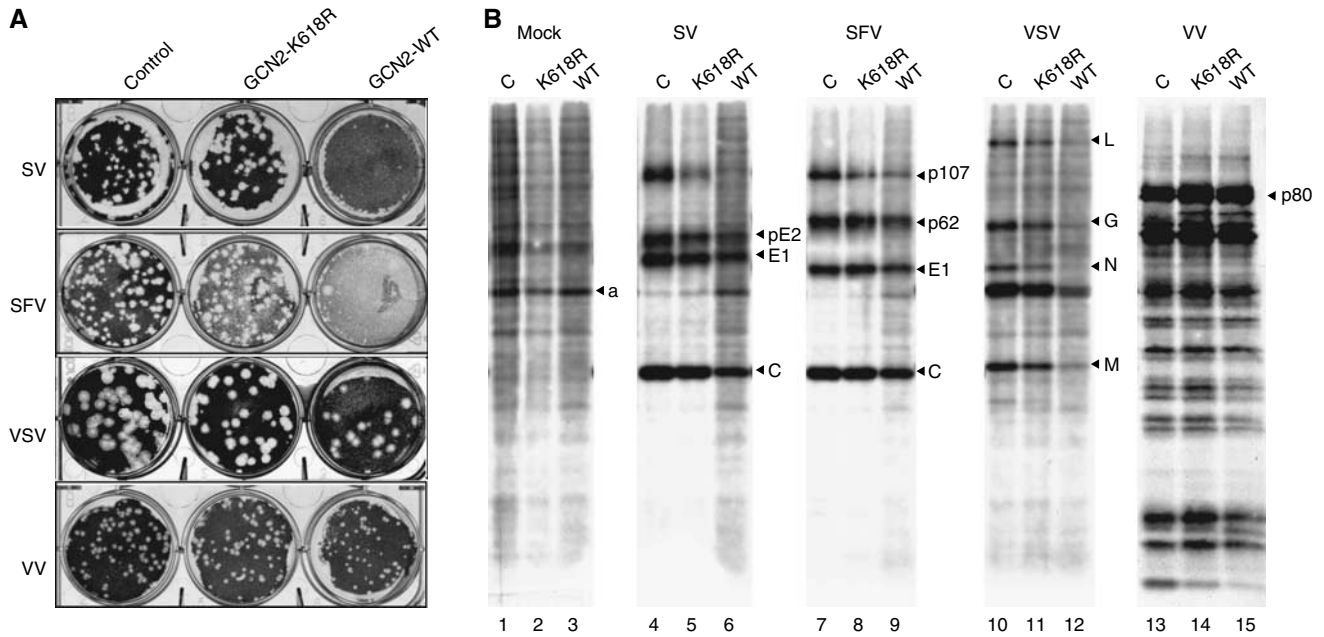 A
Control
GCN2-K618R
GCN2-WT
SV
SFV
VSV
VV
B
Mock
SV
SFV
VSV
VV
C K618R WT
C K618R WT
C K618R WT
C K618R WT
C K618R WT
a
pE2
E1
C
p107
p62
E1
C
L
G
N
M
p80
1 2 3 4 5 6 7 8 9 10 11 12 13 14 15